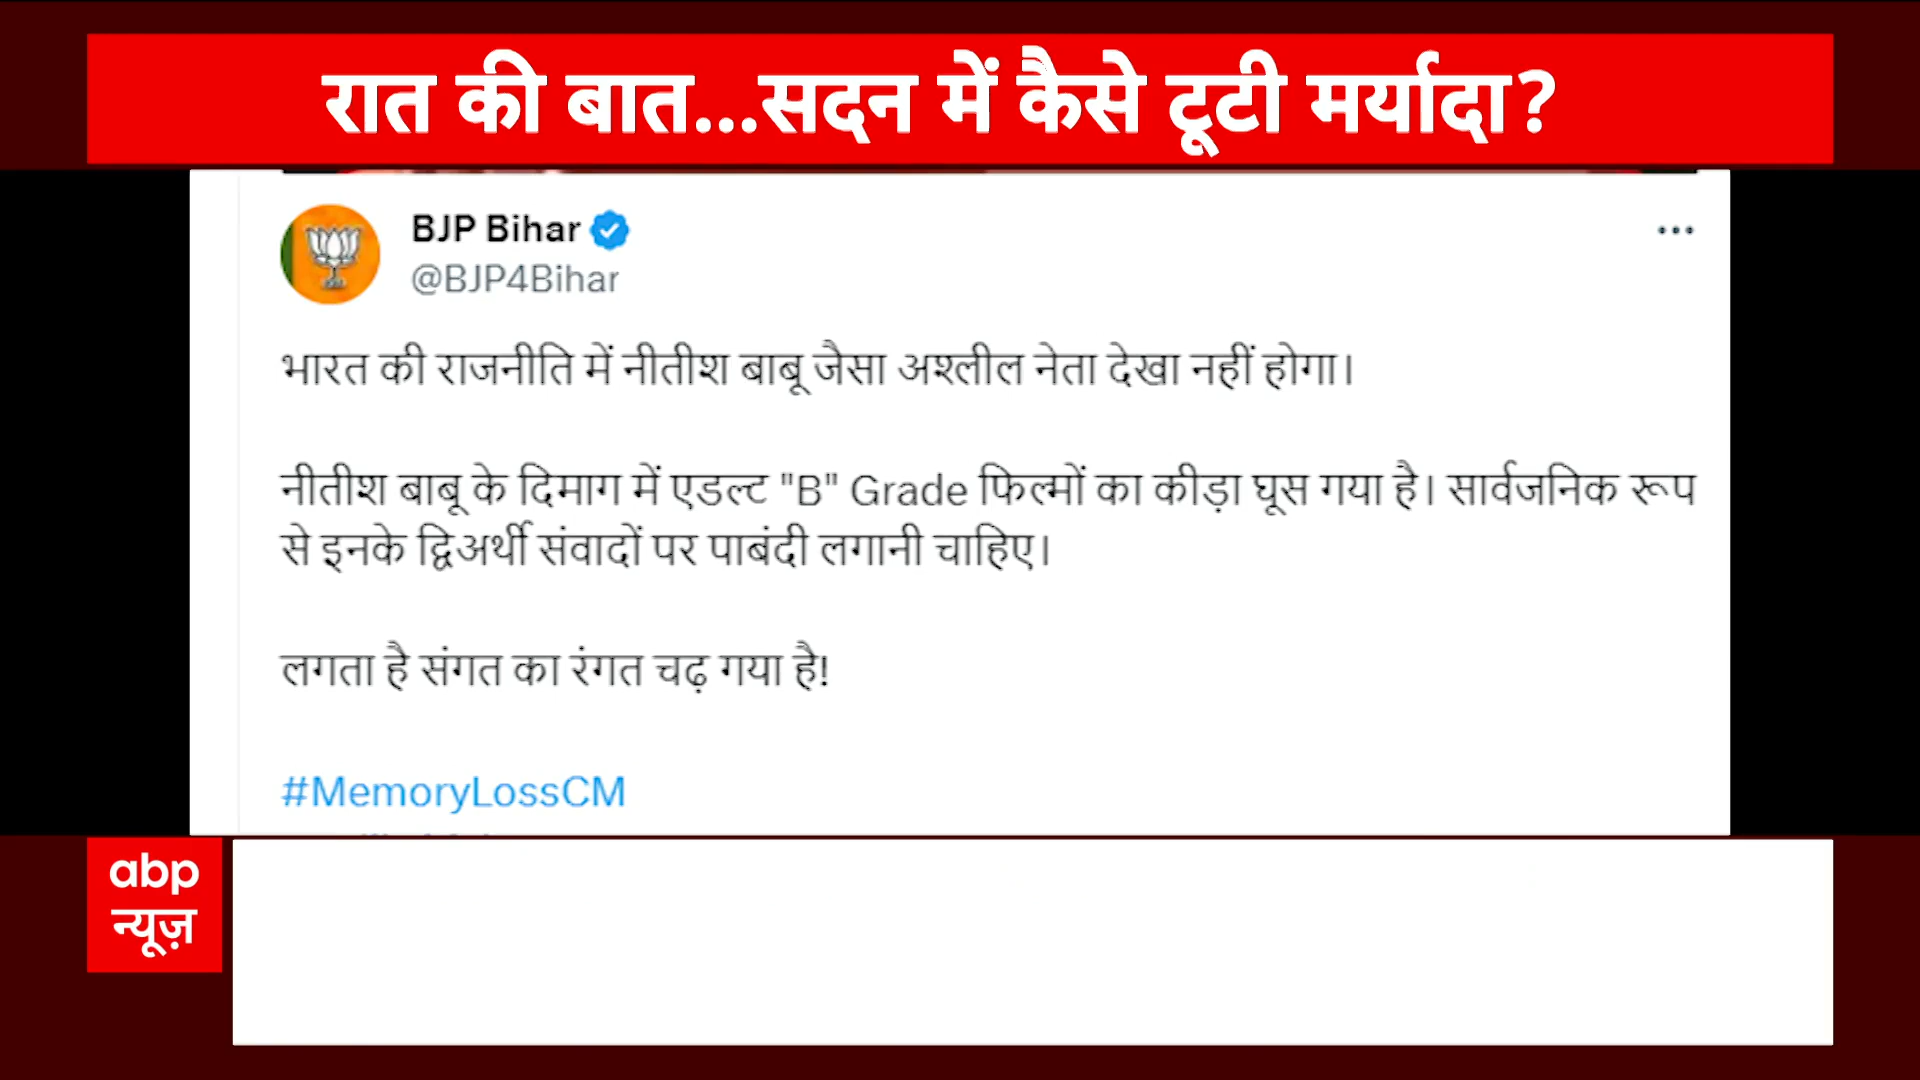 रात की बात...सदन में कैसे टूटी मर्यादा?
BJP Bihar
@BJP4Bihar
भारत की राजनीति में नीतीश बाबू जैसा अश्लील नेता देखा नहीं होगा।
नीतीश बाबू के दिमाग में एडल्ट "B" Grade फिल्मों का कीड़ा घूस गया है। सार्वजनिक रूप
से इनके द्विअर्थी संवादों पर पाबंदी लगानी चाहिए।
लगता है संगत का रंगत चढ़ गया है!
#MemoryLossCM
abp
न्यूज़